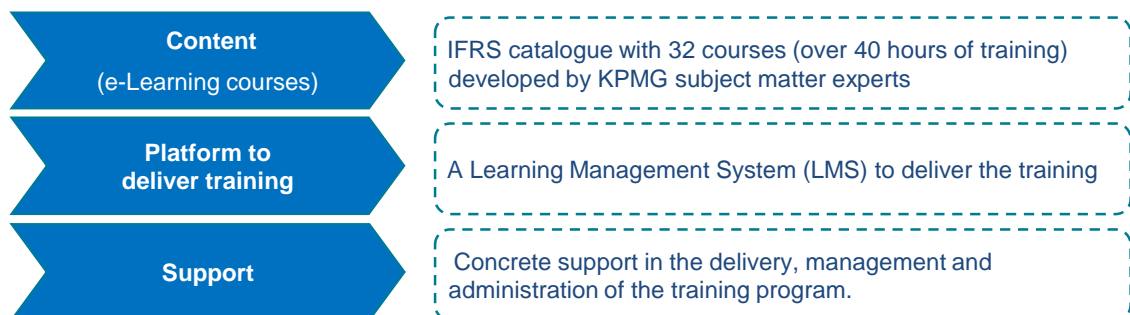 Content
(e-Learning courses)
IFRS catalogue with 32 courses (over 40 hours of training)
developed by KPMG subject matter experts
Platform to
deliver training
A Learning Management System (LMS) to deliver the training
Support
Concrete support in the delivery, management and
administration of the training program.